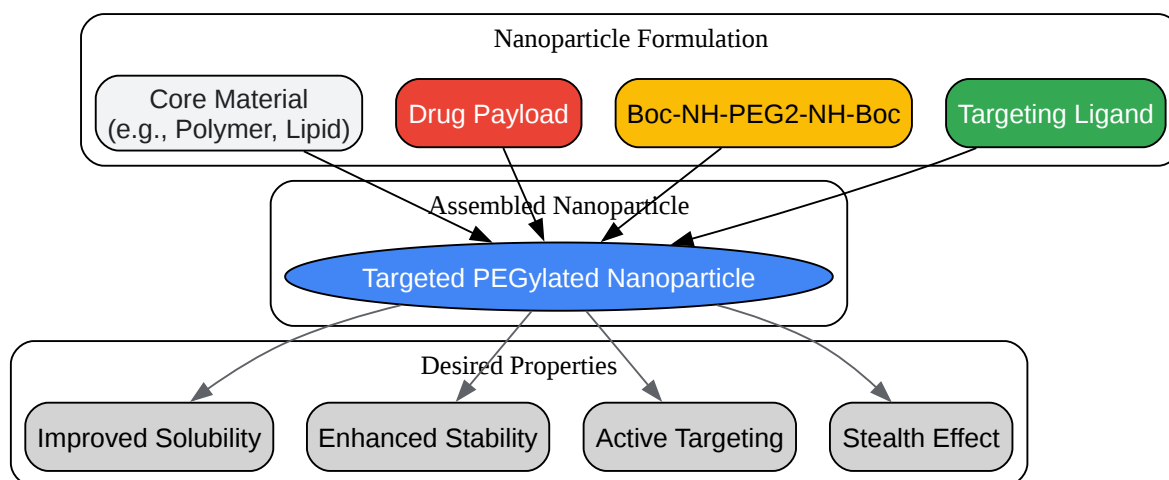 Nanoparticle Formulation
Core Material
(e.g., Polymer, Lipid)
Drug Payload
Boc-NH-PEG2-NH-Boc
Targeting Ligand
Assembled Nanoparticle
Targeted PEGylated Nanoparticle
Desired Properties
Improved Solubility
Enhanced Stability
Active Targeting
Stealth Effect